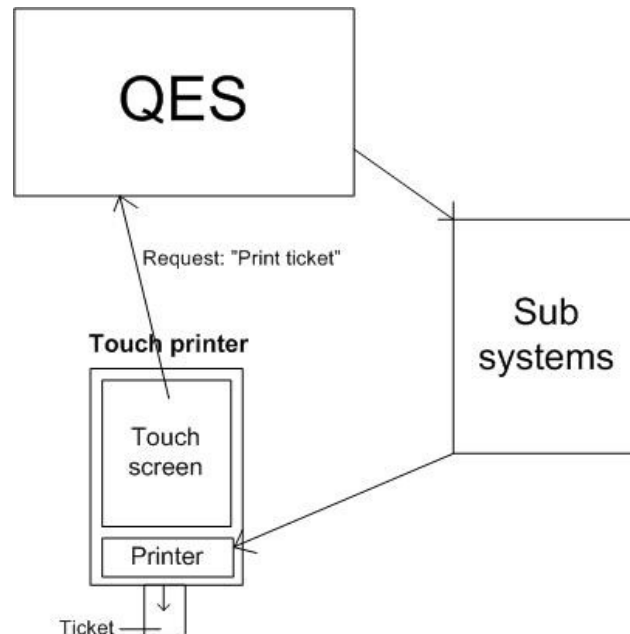 QES
Request: "Print ticket"
Sub
systems
Touch printer
Touch
screen
Printer
Ticket